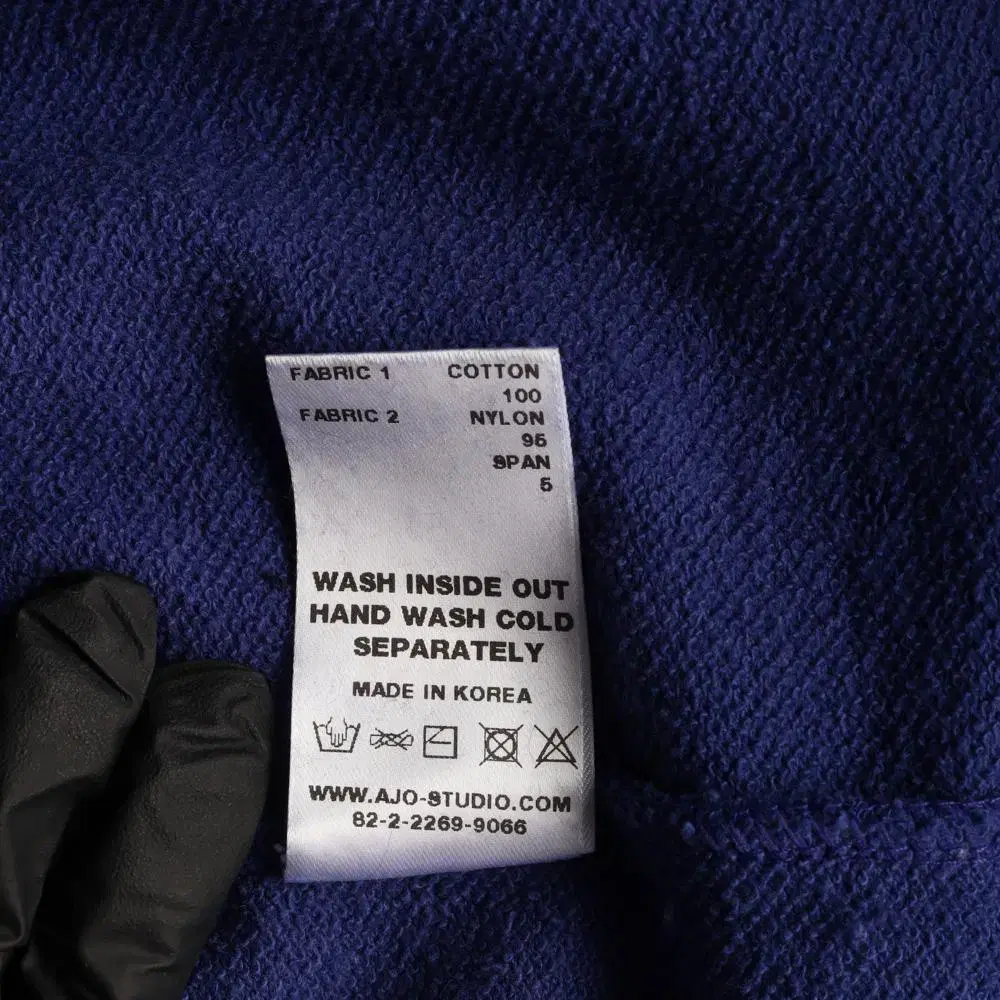 FABRIC 1 COTTON
100
FABRIC 2 NYLON
95
SPAN
5
WASH INSIDE OUT
HAND WASH COLD
SEPARATELY
MADE IN KOREA
WWW.AJO-STUDIO.COM
82-2-2269-9066